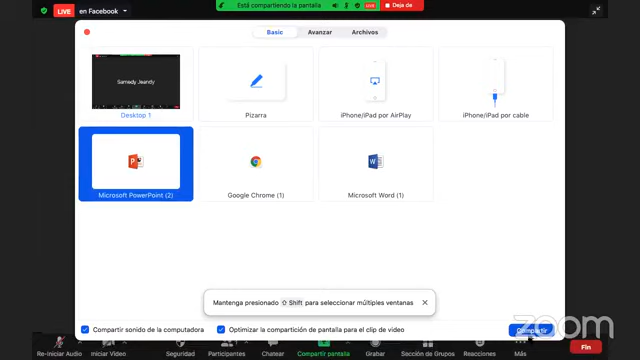 Está compartiendo la pantalla
LIVE
Deja de
LIVE en Facebook
Basic Avanzar Archivos
Samedy Jeandy
Desktop 1 Pizarra iPhone/iPad por AirPlay iPhone/iPad por cable
Microsoft PowerPoint (2) Google Chrome (1) Microsoft Word (1)
Mantenga presionado ⇧ Shift para seleccionar múltiples ventanas
Compartir sonido de la computadora Optimizar la compartición de pantalla para el clip de video Compartir
zoom
Re-iniciar Audio Iniciar Video Seguridad Participantes Chatear Compartir pantalla Grabar Sección de Grupos Reacciones Más Fin